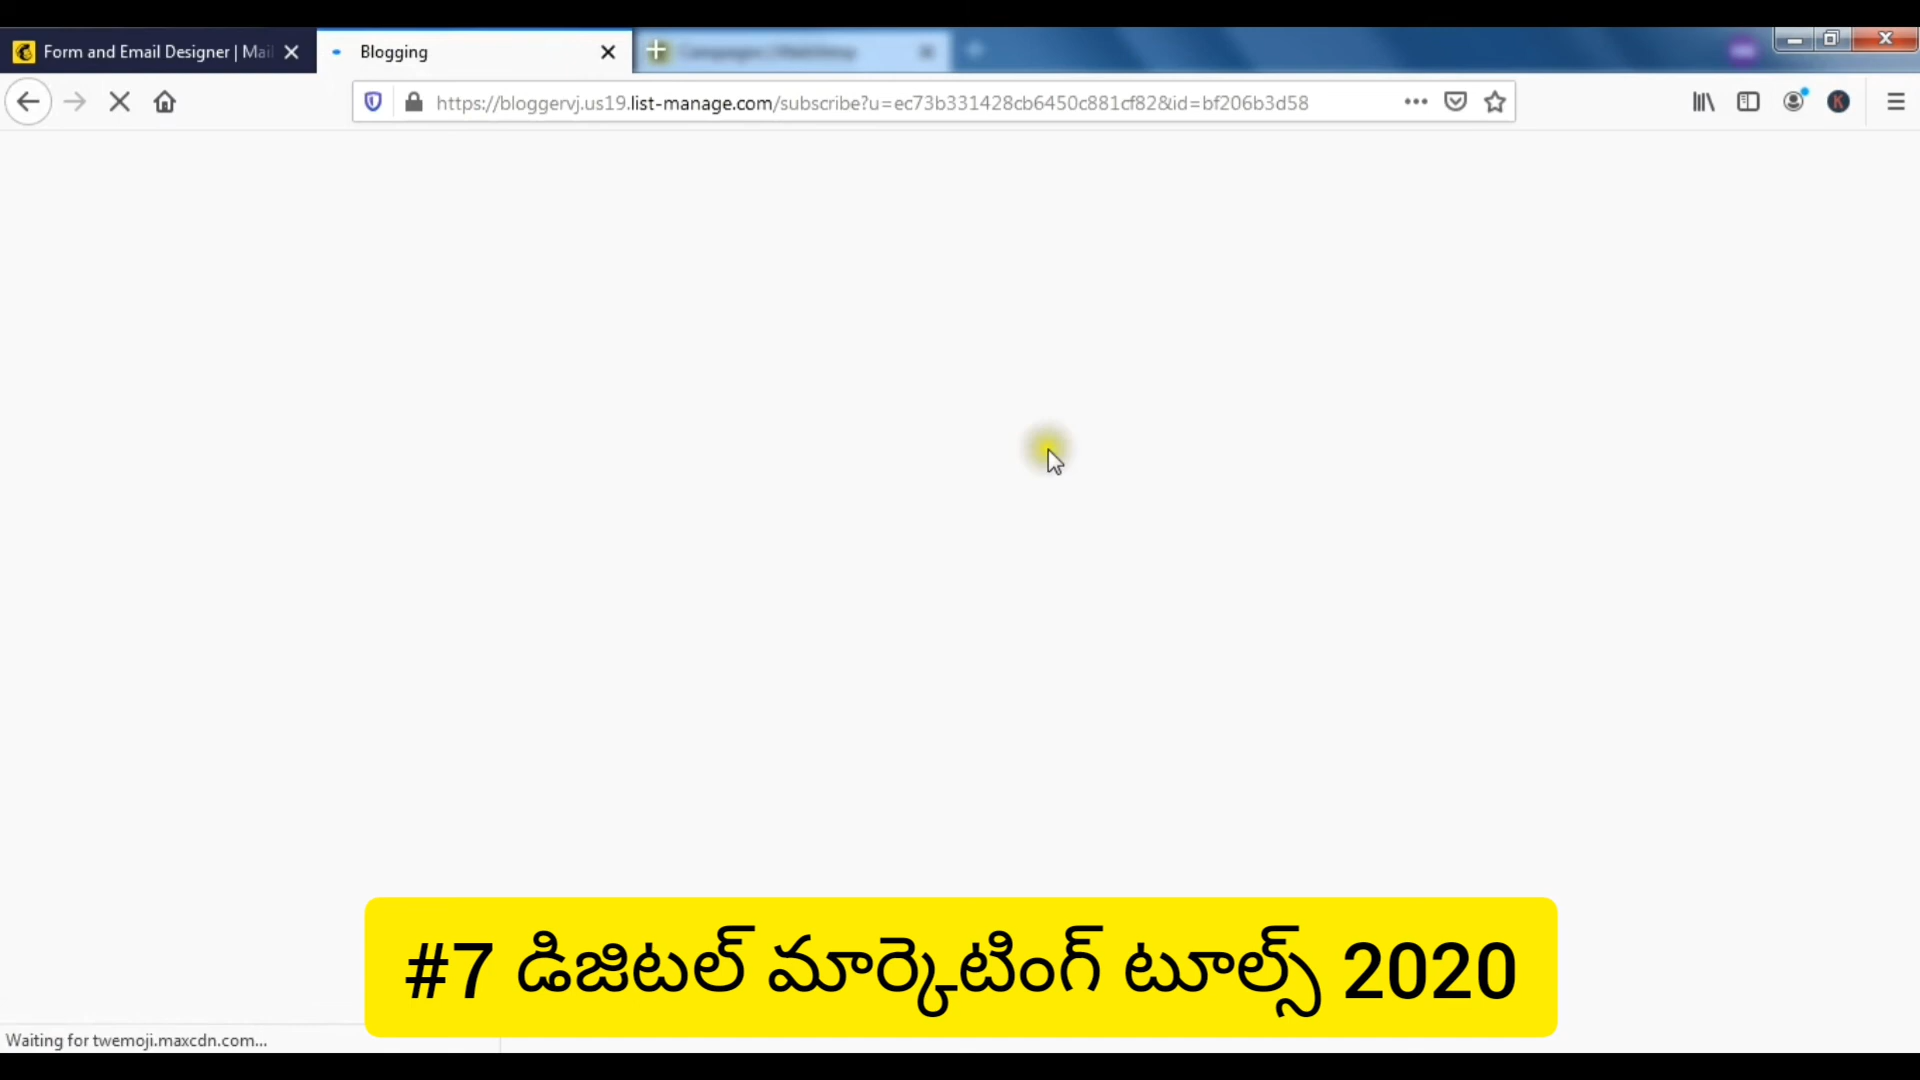 Form and Email Designer | Mail
Blogging
https://bloggervj.us19.list-manage.com/subscribe?u=ec73b331428cb6450c881cf82&id=bf206b3d58
K
#7 డిజిటల్ మార్కెటింగ్ టూల్స్ 2020
Waiting for twemoji.maxcdn.com...